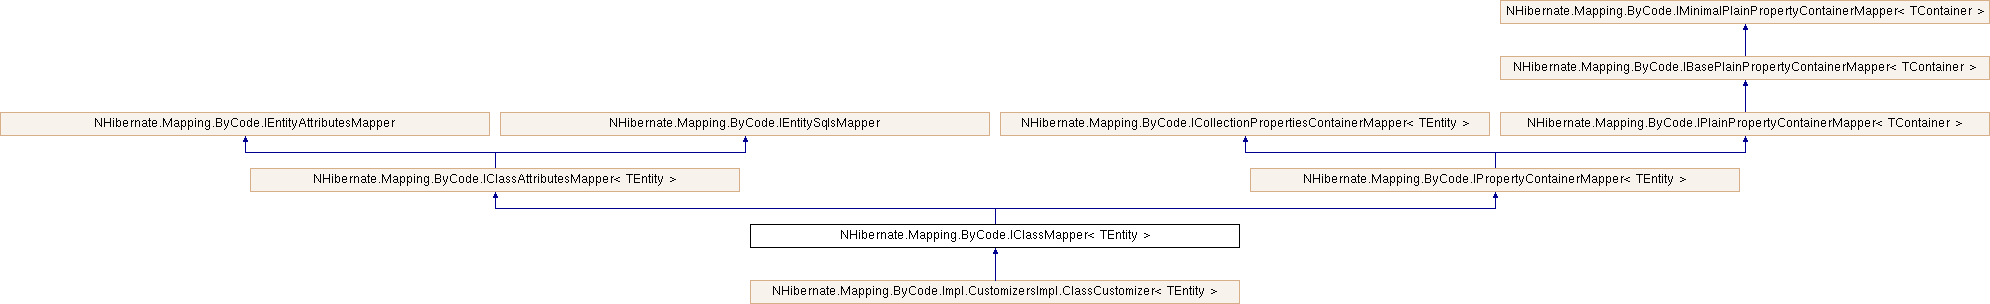 NHibernate.Mapping.ByCode.IMinimalPlainPropertyContainerMapper< TContainer >
NHibernate.Mapping.ByCode.IBasePlainPropertyContainerMapper< TContainer >
NHibernate.Mapping.ByCode.IEntityAttributesMapper
NHibernate.Mapping.ByCode.IEntitySqlsMapper
NHibernate.Mapping.ByCode.ICollectionPropertiesContainerMapper< TEntity >
NHibernate.Mapping.ByCode.IPlainPropertyContainerMapper< TContainer >
NHibernate.Mapping.ByCode.IClassAttributesMapper< TEntity >
NHibernate.Mapping.ByCode.IPropertyContainerMapper< TEntity >
NHibernate.Mapping.ByCode.IClassMapper< TEntity >
NHibernate.Mapping.ByCode.Impl.CustomizersImpl.ClassCustomizer< TEntity >